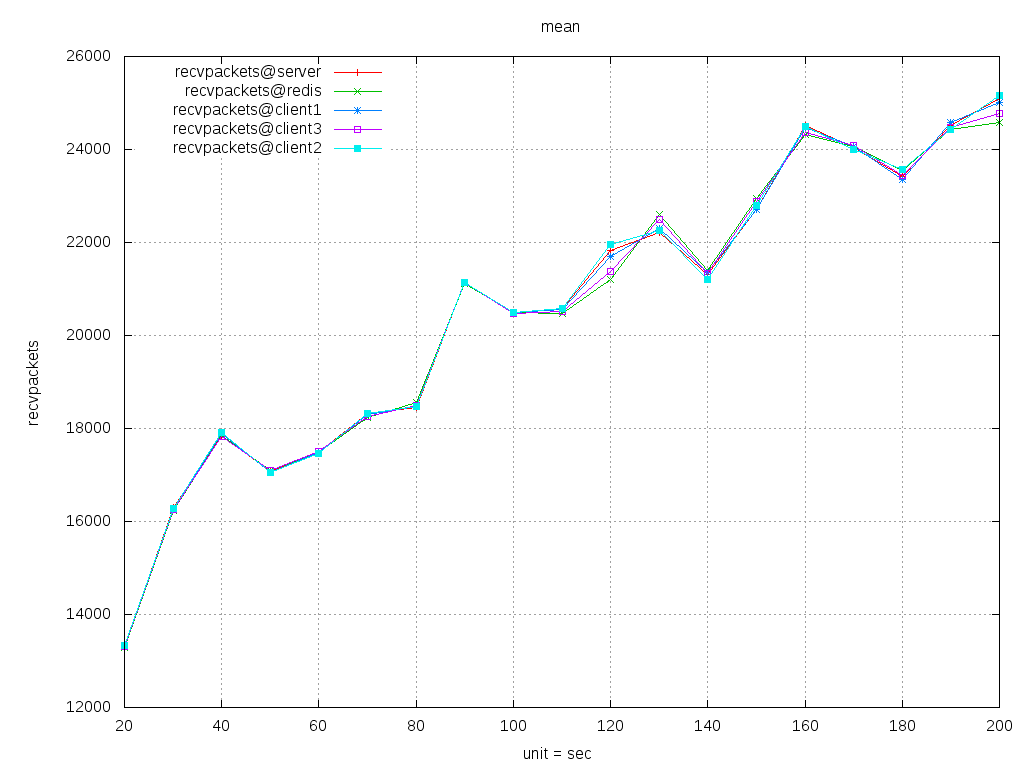 mean
26000
24000
22000
20000
18000
16000
14000
12000
recvpackets
recvpackets@server
recvpackets@redis
recvpackets@client1
recvpackets@client3
recvpackets@client2
20 40 60 80 100 120 140 160 180 200
unit = sec